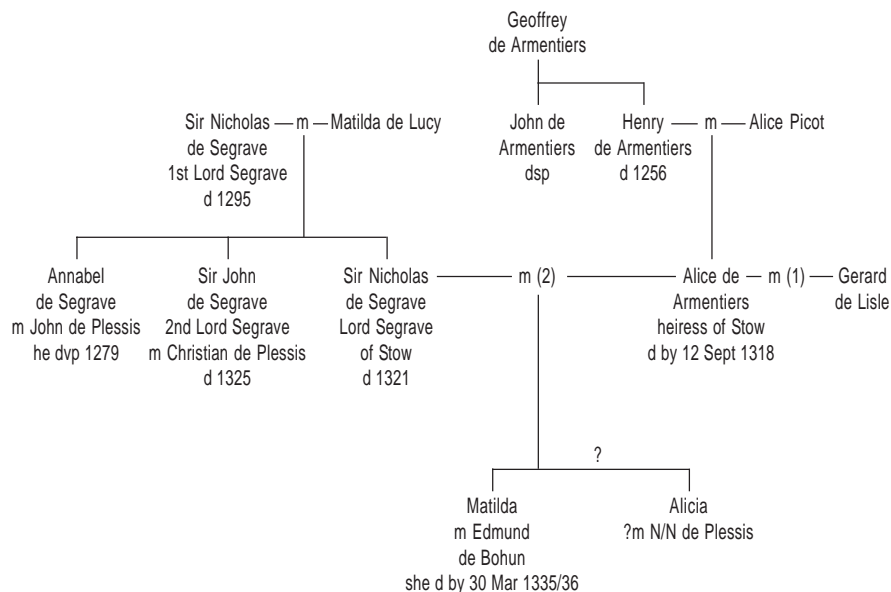 Geoffrey
de Armentiers
Sir Nicholas
de Segrave
1st Lord Segrave
d 1295
m
Matilda de Lucy
John de
Armentiers
dsp
Henry
de Armentiers
d 1256
m
Alice Picot
Annabel
de Segrave
m John de Plessis
he dvp 1279
Sir John
de Segrave
2nd Lord Segrave
m Christian de Plessis
d 1325
Sir Nicholas
de Segrave
Lord Segrave
of Stow
d 1321
m (2)
Alice de
Armentiers
heiress of Stow
d by 12 Sept 1318
m (1)
Gerard
de Lisle
?
Matilda
m Edmund
de Bohun
she d by 30 Mar 1335/36
Alicia
?m N/N de Plessis